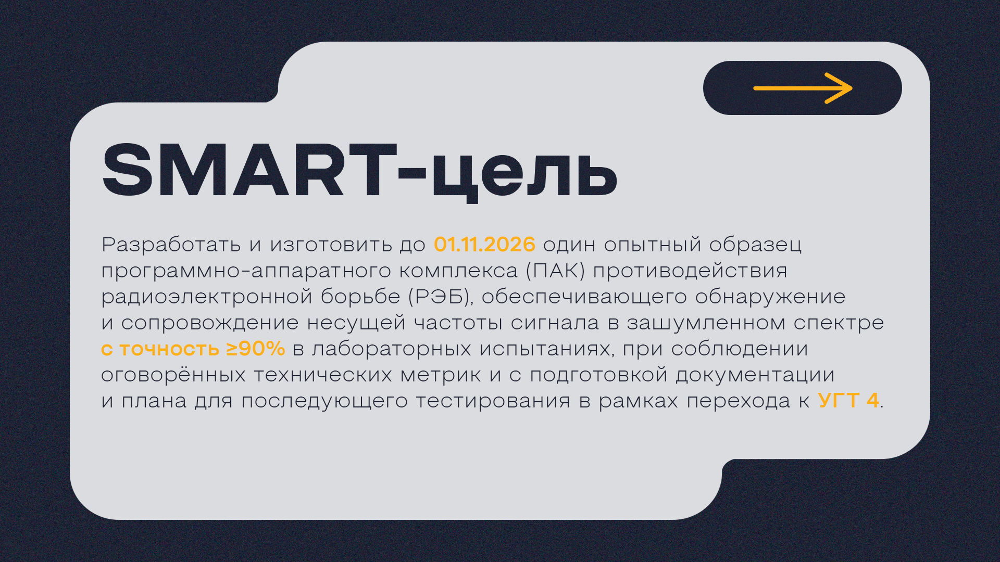 SMART-цель
Разработать и изготовить до 01.11.2026 один опытный образец
программно-аппаратного комплекса (ПАК) противодействия
радиоэлектронной борьбе (РЭБ), обеспечивающего обнаружение
и сопровождение несущей частоты сигнала в зашумленном спектре
с точность ≥90% в лабораторных испытаниях, при соблюдении
оговорённых технических метрик и с подготовкой документации
и плана для последующего тестирования в рамках перехода к УГТ 4.